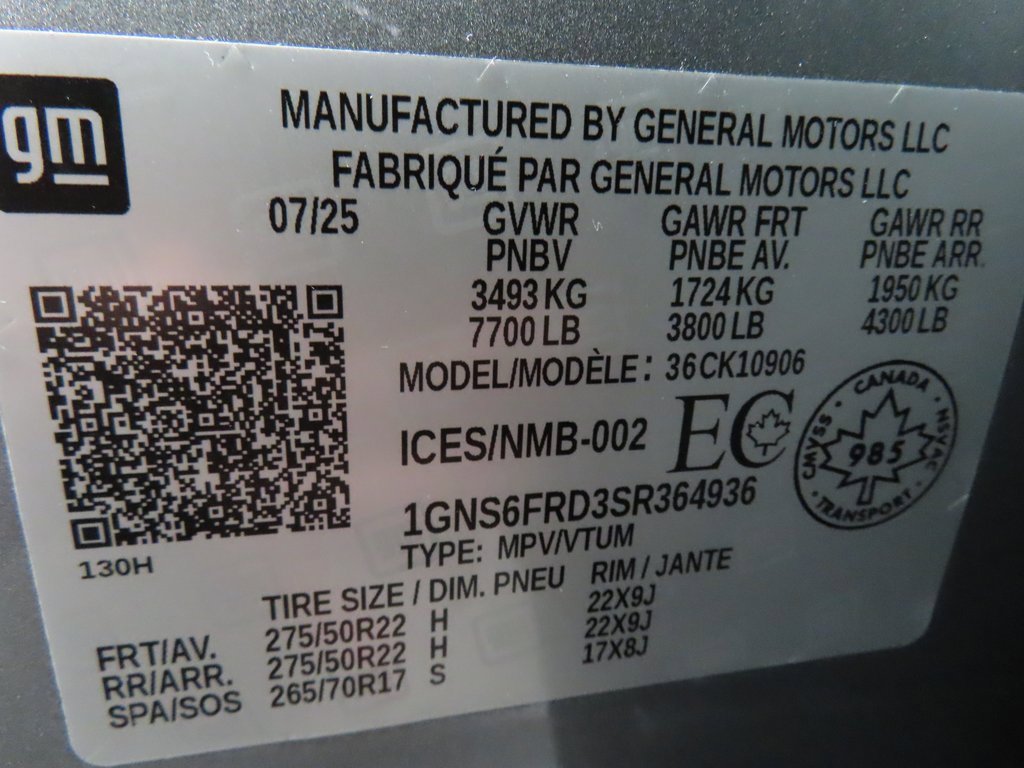 gm
MANUFACTURED BY GENERAL MOTORS LLC
FABRIQUÉ PAR GENERAL MOTORS LLC
07/25 GVWR GAWR FRT GAWR RR
PNBV PNBE AV. PNBE ARR.
3493 KG 1724 KG 1950 KG
7700 LB 3800 LB 4300 LB
MODEL/MODÈLE: 36CK10906
ICES/NMB-002 EC
CANADA
CMVSS 985 NSVAC
TRANSPORT
1GNS6FRD3SR364936
TYPE: MPV/VTUM
130H
TIRE SIZE / DIM. PNEU RIM / JANTE
FRT/AV. 275/50R22 H 22X9J
RR/ARR. 275/50R22 H 22X9J
SPA/SOS 265/70R17 S 17X8J